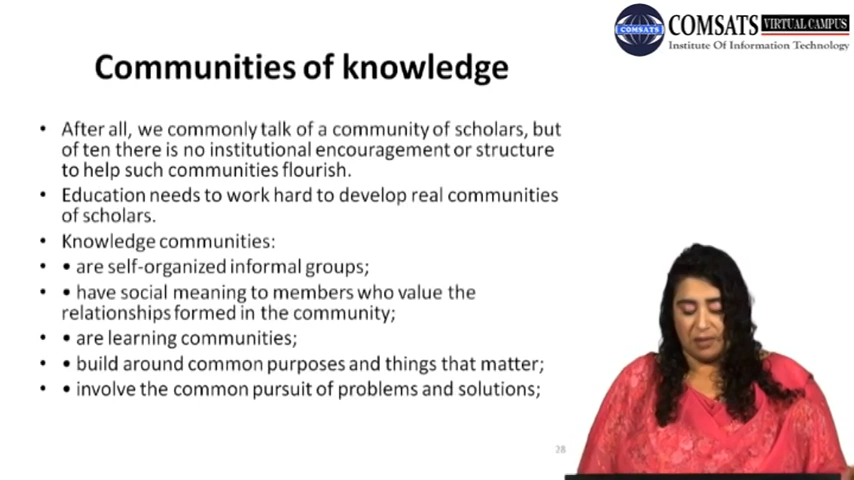 COMSATS
COMSATS VIRTUAL CAMPUS
Institute Of Information Technology
Communities of knowledge
• After all, we commonly talk of a community of scholars, but
of ten there is no institutional encouragement or structure
to help such communities flourish.
• Education needs to work hard to develop real communities
of scholars.
• Knowledge communities:
• • are self-organized informal groups;
• • have social meaning to members who value the
relationships formed in the community;
• • are learning communities;
• • build around common purposes and things that matter;
• • involve the common pursuit of problems and solutions;
28